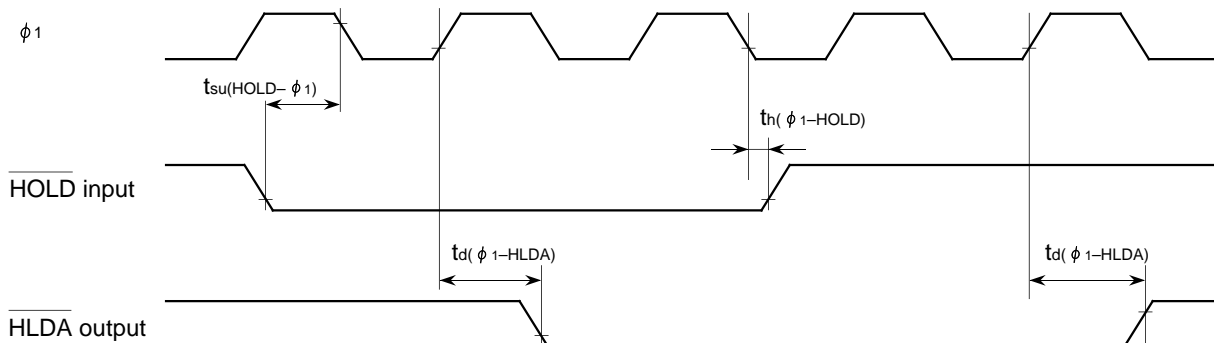 ϕ1
tsu(HOLD–ϕ1)
th(ϕ1–HOLD)
HOLD input
td(ϕ1–HLDA)
td(ϕ1–HLDA)
HLDA output